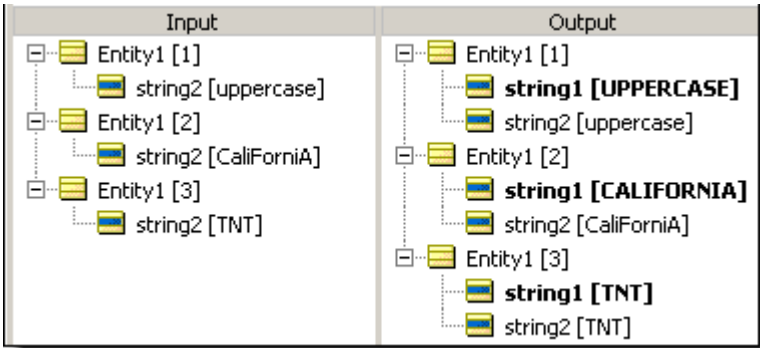 Input
Entity1 [1]
string2 [uppercase]
Entity1 [2]
string2 [CaliForniA]
Entity1 [3]
string2 [TNT]
Output
Entity1 [1]
string1 [UPPERCASE]
string2 [uppercase]
Entity1 [2]
string1 [CALIFORNIA]
string2 [CaliForniA]
Entity1 [3]
string1 [TNT]
string2 [TNT]